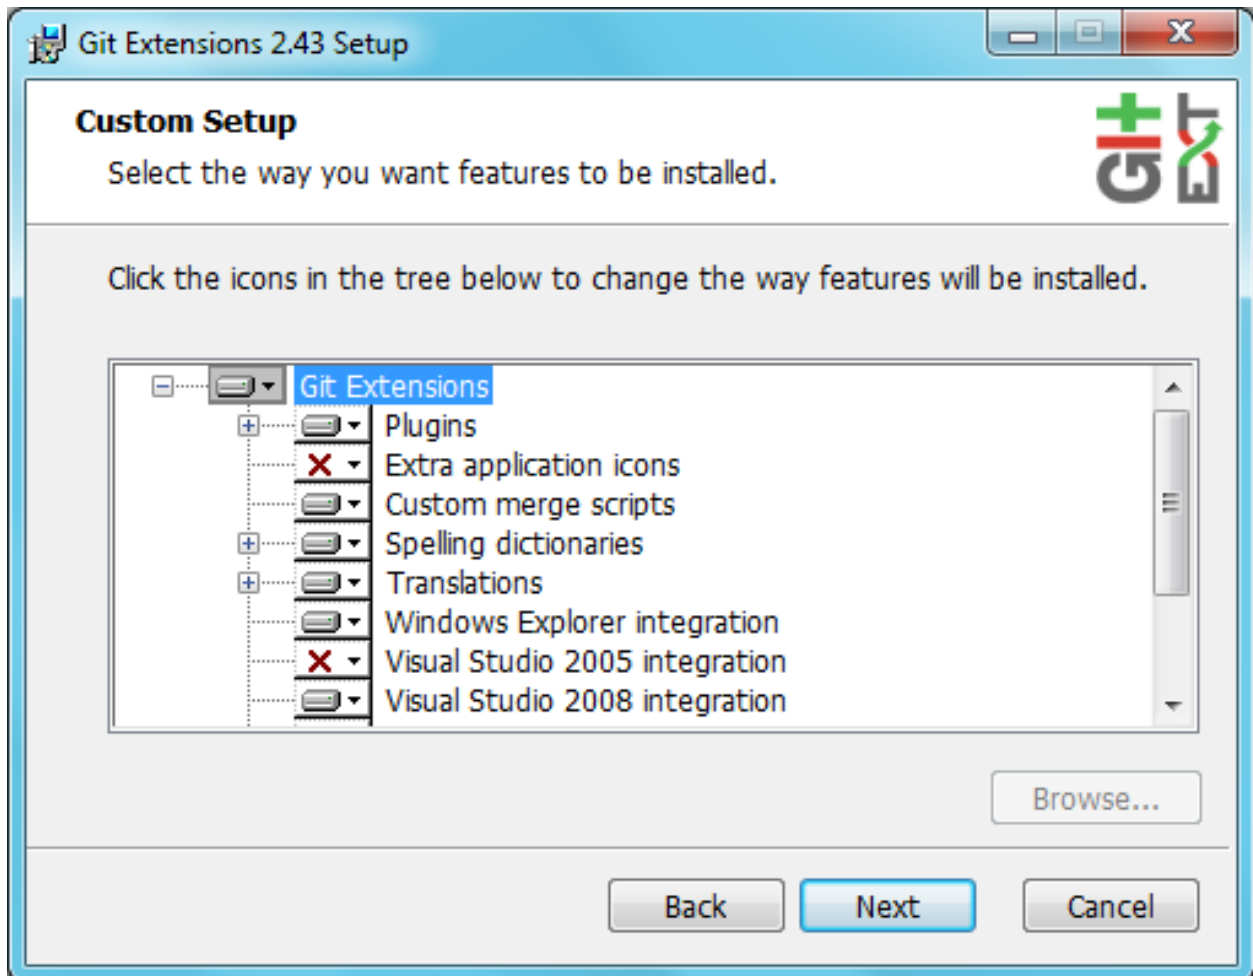 Git Extensions 2.43 Setup
Custom Setup
Select the way you want features to be installed.
Git
Ext
Click the icons in the tree below to change the way features will be installed.
Git Extensions
Plugins
Extra application icons
Custom merge scripts
Spelling dictionaries
Translations
Windows Explorer integration
Visual Studio 2005 integration
Visual Studio 2008 integration
Browse...
Back
Next
Cancel